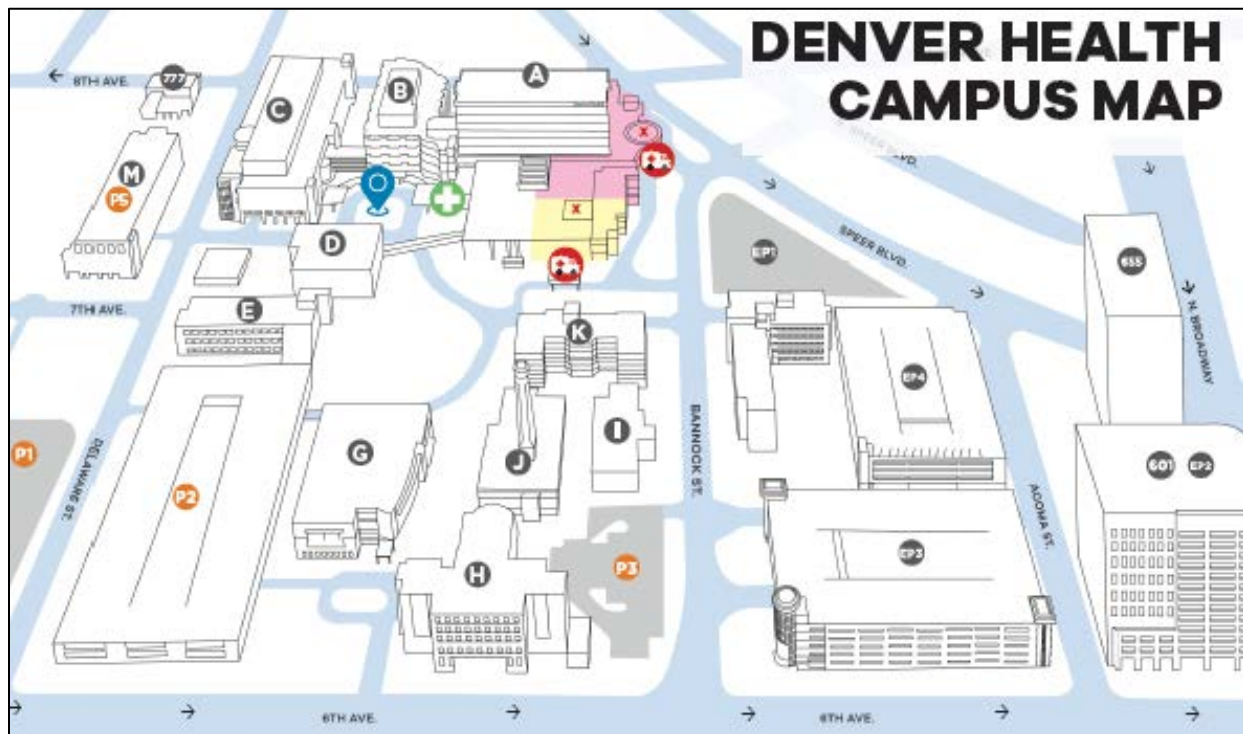 DENVER HEALTH
CAMPUS MAP
8TH AVE.
777
C
B
A
X
SPEER BLVD.
M
P5
D
X
EP1
SPEER BLVD.
655
N. BROADWAY
7TH AVE.
E
K
EP4
P1
DELAWARE ST.
P2
G
J
I
BANNOCK ST.
601
EP2
ACOMA ST.
H
P3
EP3
6TH AVE.
6TH AVE.